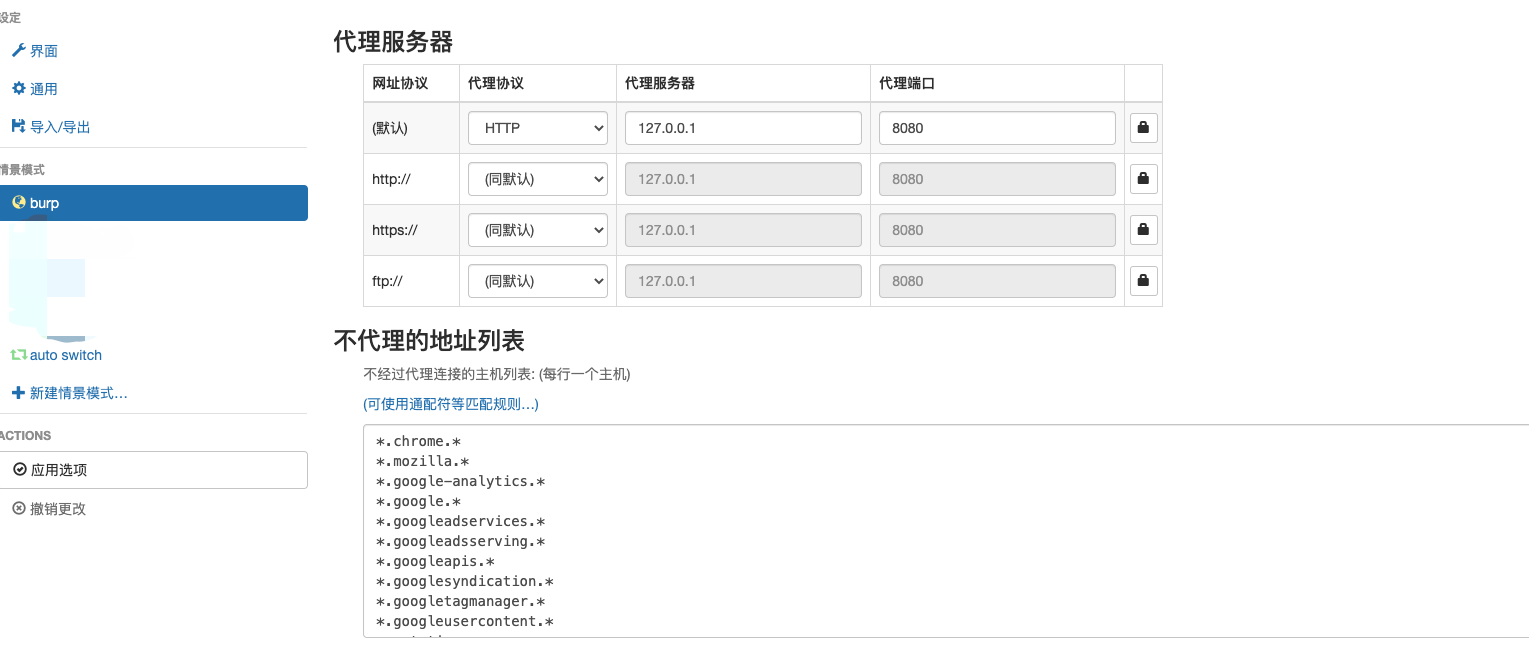 设定
界面
通用
导入/导出
情景模式
burp
auto switch
新建情景模式…
ACTIONS
应用选项
撤销更改
代理服务器
网址协议 代理协议 代理服务器 代理端口
(默认) HTTP 127.0.0.1 8080
http:// (同默认) 127.0.0.1 8080
https:// (同默认) 127.0.0.1 8080
ftp:// (同默认) 127.0.0.1 8080
不代理的地址列表
不经过代理连接的主机列表: (每行一个主机)
(可使用通配符等匹配规则…)
*.chrome.*
*.mozilla.*
*.google-analytics.*
*.google.*
*.googleadservices.*
*.googleadsserving.*
*.googleapis.*
*.googlesyndication.*
*.googletagmanager.*
*.googleusercontent.*